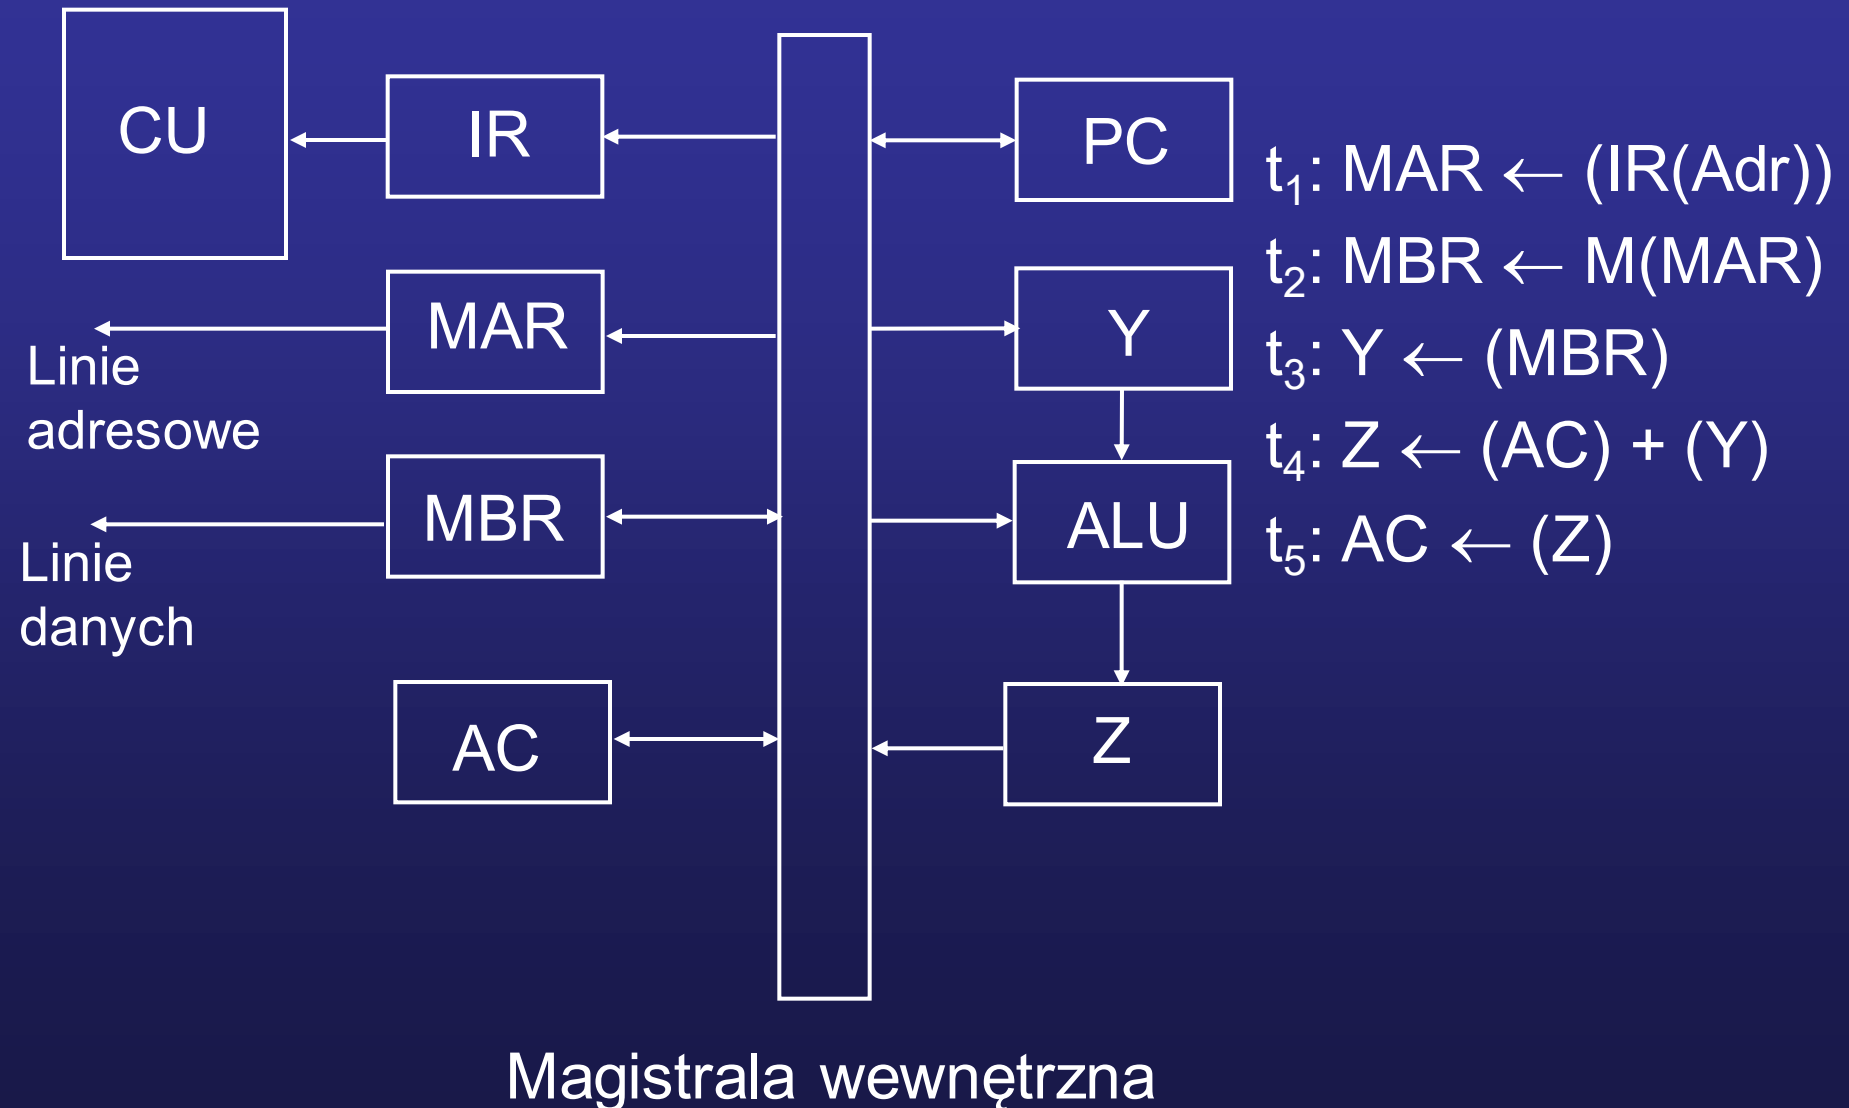 CU
IR
PC
t₁: MAR ← (IR(Adr))
t₂: MBR ← M(MAR)
t₃: Y ← (MBR)
t₄: Z ← (AC) + (Y)
t₅: AC ← (Z)
MAR
Y
Linie
adresowe
MBR
ALU
Linie
danych
AC
Z
Magistrala wewnętrzna